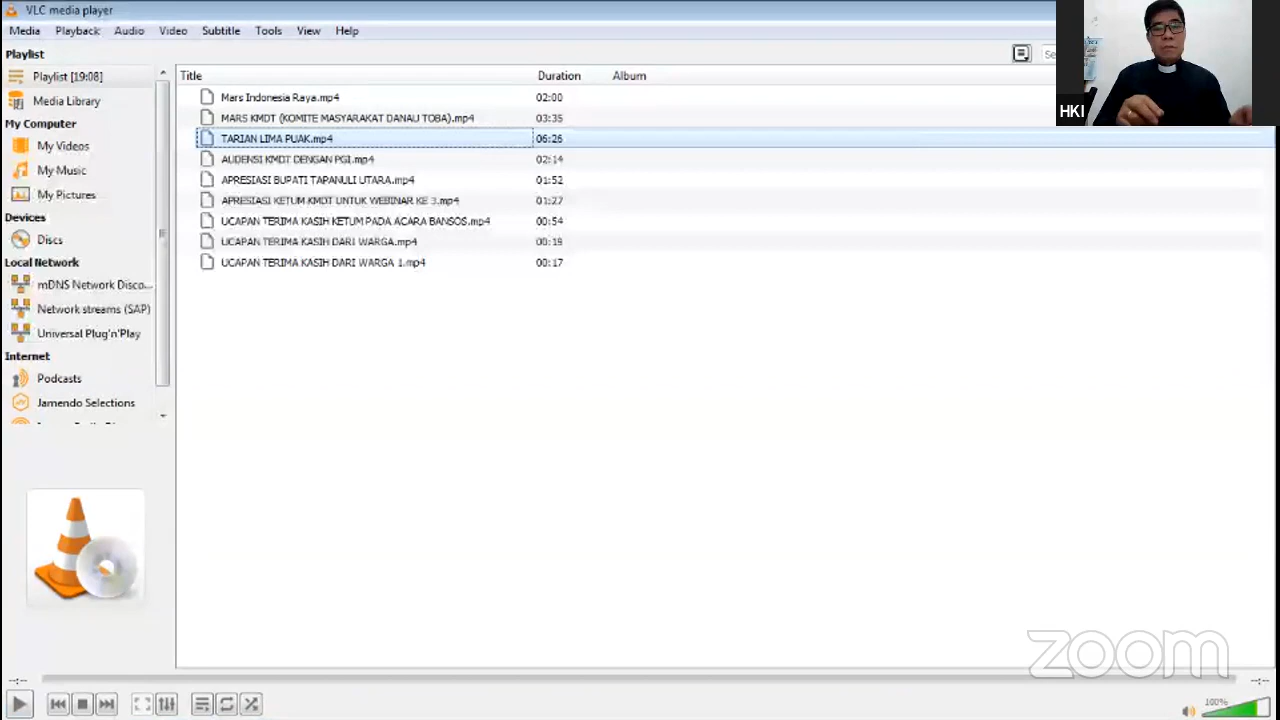 VLC media player
Media Playback Audio Video Subtitle Tools View Help
Playlist
Playlist [19:08]
Media Library
My Computer
My Videos
My Music
My Pictures
Devices
Discs
Local Network
mDNS Network Disco...
Network streams (SAP)
Universal Plug'n'Play
Internet
Podcasts
Jamendo Selections
Title Duration Album
Mars Indonesia Raya.mp4 02:00
MARS KMDT (KOMITE MASYARAKAT DANAU TOBA).mp4 03:35
TARIAN LIMA PUAK.mp4 06:26
AUDENSI KMDT DENGAN PGI.mp4 02:14
APRESIASI BUPATI TAPANULI UTARA.mp4 01:52
APRESIASI KETUM KMDT UNTUK WEBINAR KE 3.mp4 01:27
UCAPAN TERIMA KASIH KETUM PADA ACARA BANSOS.mp4 00:54
UCAPAN TERIMA KASIH DARI WARGA.mp4 00:19
UCAPAN TERIMA KASIH DARI WARGA 1.mp4 00:17
Se
HKI
zoom
--:--
--:--
100%